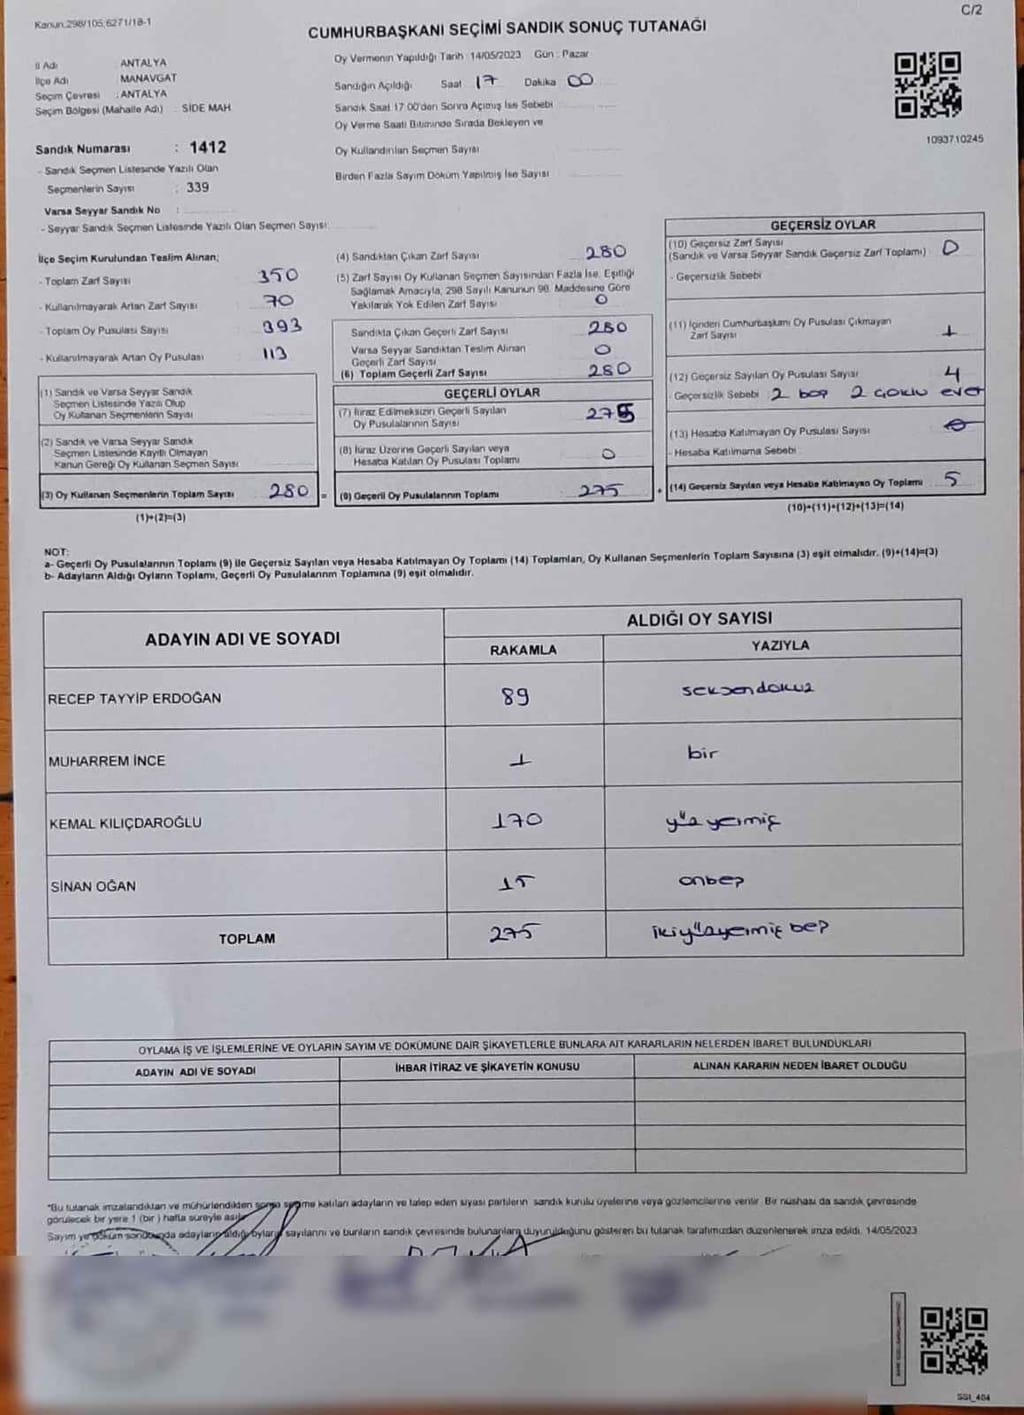 Kanun.298/105,6271/18-1
C/2
CUMHURBAŞKANI SEÇİMİ SANDIK SONUÇ TUTANAĞI
İl Adı : ANTALYA
İlçe Adı : MANAVGAT
Seçim Çevresi : ANTALYA
Seçim Bölgesi (Mahalle Adı) : SİDE MAH.
Oy Vermenin Yapıldığı Tarih :14/05/2023 Gün : Pazar
Sandığın Açıldığı Saat 17 Dakika 00
Sandık Saat 17:00'den Sonra Açılmış İse Sebebi
Oy Verme Saati Bitiminde Sırada Bekleyen ve
Oy Kullandırılan Seçmen Sayısı
Birden Fazla Sayım Döküm Yapılmış İse Sayısı
1093710245
Sandık Numarası : 1412
- Sandık Seçmen Listesinde Yazılı Olan
Seçmenlerin Sayısı : 339
Varsa Seyyar Sandık No :
- Seyyar Sandık Seçmen Listesinde Yazılı Olan Seçmen Sayısı:
İlçe Seçim Kurulundan Teslim Alınan;
- Toplam Zarf Sayısı 350
- Kullanılmayarak Artan Zarf Sayısı 70
- Toplam Oy Pusulası Sayısı 393
- Kullanılmayarak Artan Oy Pusulası 113
(1) Sandık ve Varsa Seyyar Sandık
Seçmen Listesinde Yazılı Olup
Oy Kullanan Seçmenlerin Sayısı
(2) Sandık ve Varsa Seyyar Sandık
Seçmen Listesinde Kayıtlı Olmayan
Kanun Gereği Oy Kullanan Seçmen Sayısı
(3) Oy Kullanan Seçmenlerin Toplam Sayısı 280 =
(1)+(2)=(3)
(4) Sandıktan Çıkan Zarf Sayısı 280
(5) Zarf Sayısı Oy Kullanan Seçmen Sayısından Fazla İse, Eşitliği
Sağlamak Amacıyla, 298 Sayılı Kanunun 98. Maddesine Göre
Yakılarak Yok Edilen Zarf Sayısı 0
Sandıkta Çıkan Geçerli Zarf Sayısı 280
Varsa Seyyar Sandıktan Teslim Alınan
Geçerli Zarf Sayısı 0
(6) Toplam Geçerli Zarf Sayısı 280
GEÇERLİ OYLAR
(7) İtiraz Edilmeksizin Geçerli Sayılan
Oy Pusulalarının Sayısı 275
(8) İtiraz Üzerine Geçerli Sayılan veya
Hesaba Katılan Oy Pusulası Toplamı 0
(9) Geçerli Oy Pusulalarının Toplamı 275 +
GEÇERSİZ OYLAR
(10) Geçersiz Zarf Sayısı
(Sandık ve Varsa Seyyar Sandık Geçersiz Zarf Toplamı) 0
- Geçersizlik Sebebi
(11) İçinden Cumhurbaşkanı Oy Pusulası Çıkmayan
Zarf Sayısı 1
(12) Geçersiz Sayılan Oy Pusulası Sayısı 4
- Geçersizlik Sebebi 2 boş 2 çoklu evet
(13) Hesaba Katılmayan Oy Pusulası Sayısı 0
- Hesaba Katılmama Sebebi
(14) Geçersiz Sayılan veya Hesaba Katılmayan Oy Toplamı 5
(10)+(11)+(12)+(13)=(14)
NOT:
a- Geçerli Oy Pusulalarının Toplamı (9) ile Geçersiz Sayılan veya Hesaba Katılmayan Oy Toplamı (14) Toplamları, Oy Kullanan Seçmenlerin Toplam Sayısına (3) eşit olmalıdır. (9)+(14)=(3)
b- Adayların Aldığı Oyların Toplamı, Geçerli Oy Pusulalarının Toplamına (9) eşit olmalıdır.
ADAYIN ADI VE SOYADI
ALDIĞI OY SAYISI
RAKAMLA YAZIYLA
RECEP TAYYİP ERDOĞAN 89 seksendokuz
MUHARREM İNCE 1 bir
KEMAL KILIÇDAROĞLU 170 yüzyetmiş
SİNAN OĞAN 15 onbeş
TOPLAM 275 ikiyüzyetmiş beş
OYLAMA İŞ VE İŞLEMLERİNE VE OYLARIN SAYIM VE DÖKÜMÜNE DAİR ŞİKAYETLERLE BUNLARA AİT KARARLARIN NELERDEN İBARET BULUNDUKLARI
ADAYIN ADI VE SOYADI İHBAR İTİRAZ VE ŞİKAYETİN KONUSU ALINAN KARARIN NEDEN İBARET OLDUĞU
*Bu tutanak imzalandıktan ve mühürlendikten sonra seçime katılan adayların ve talep eden siyasi partilerin sandık kurulu üyelerine veya gözlemcilerine verilir. Bir nüshası da sandık çevresinde
görülecek bir yere 1 (bir) hafta süreyle asılır.
Sayım ve döküm sonucunda adayların aldığı oyların sayılarını ve bunların sandık çevresinde bulunanlara duyurulduğunu gösteren bu tutanak tarafımızdan düzenlenerek imza edildi. 14/05/2023
SSI_404